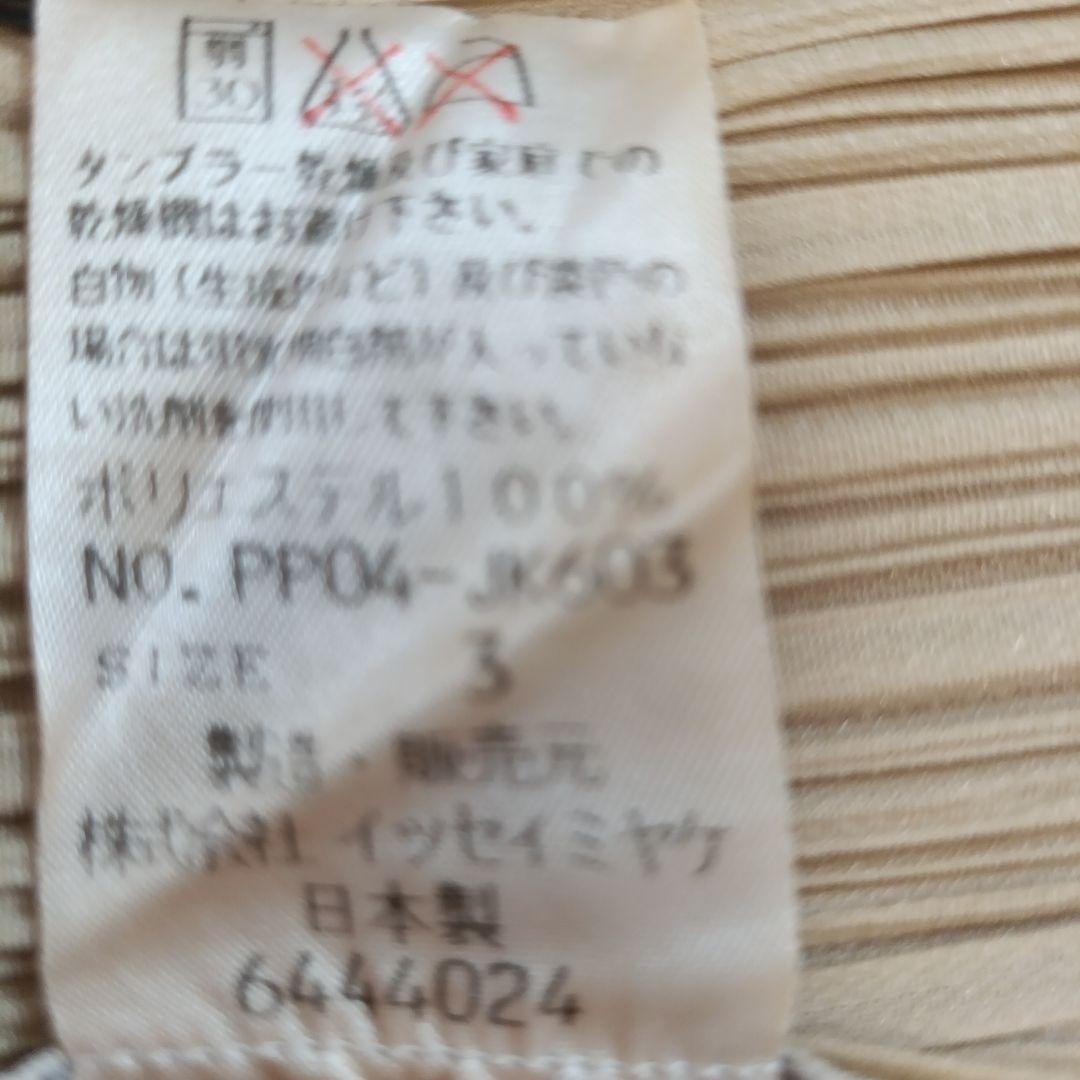 弱
30
タンブラー乾燥及び家庭での
乾燥機はお避け下さい。
白物（生成など）及び淡色の
場合は蛍光増白剤が入っていな
い洗剤を使用して下さい。
ポリエステル100%
NO. PP04-JK603
SIZE 3
製造・販売元
株式会社イッセイミヤケ
日本製
6444024